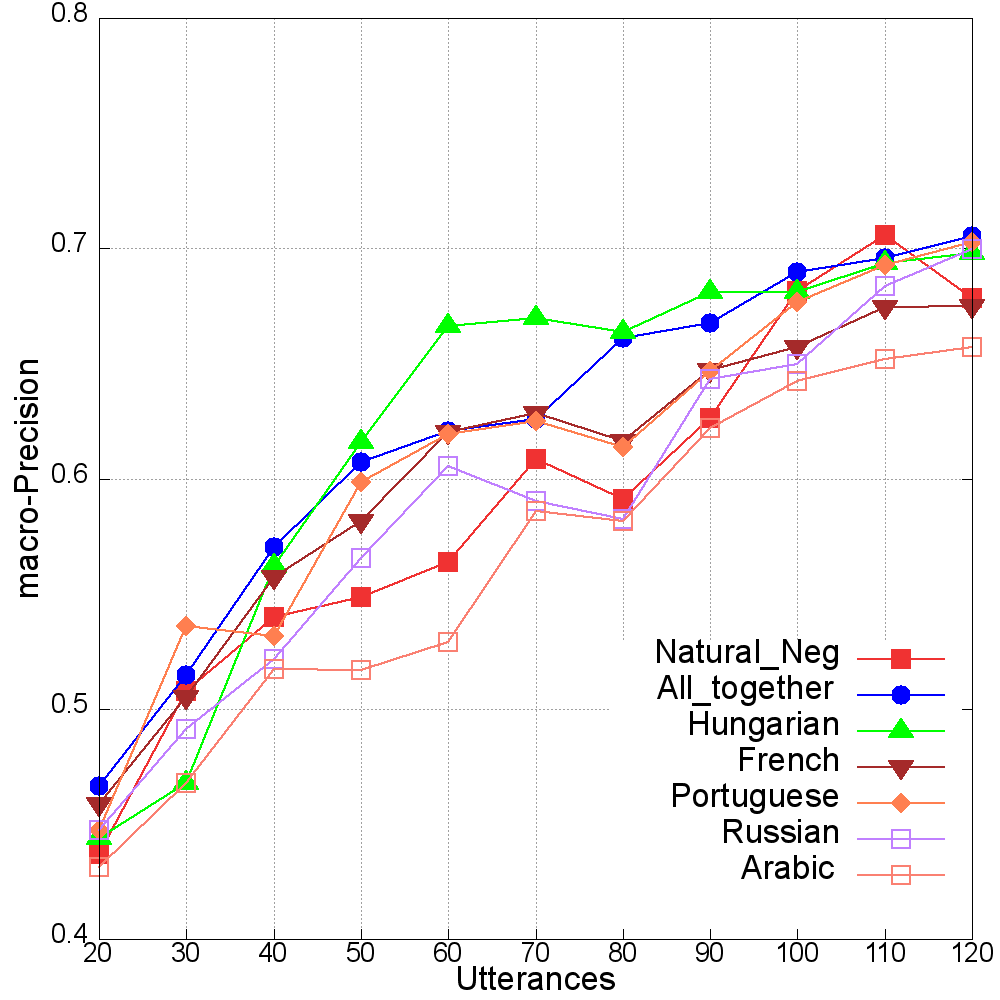 0.8
0.7
0.6
0.5
0.4
macro-Precision
Natural_Neg
All_together
Hungarian
French
Portuguese
Russian
Arabic
20 30 40 50 60 70 80 90 100 110 120
Utterances